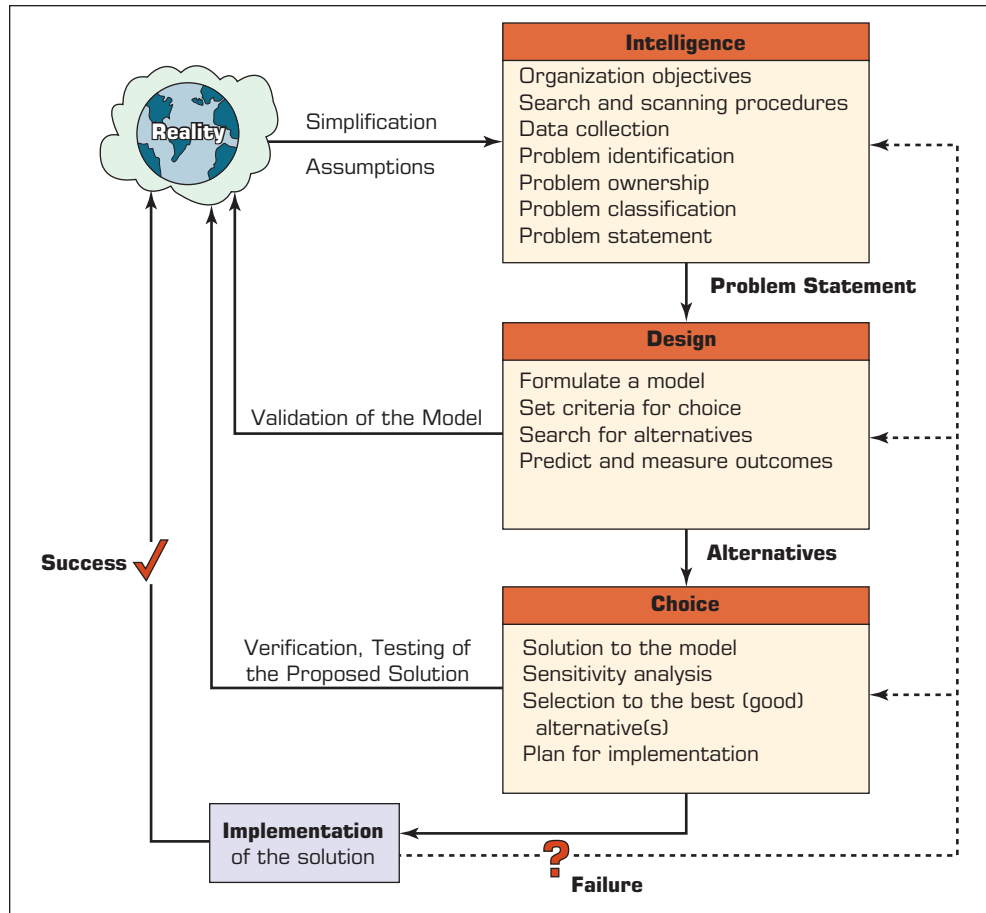 Intelligence
Organization objectives
Search and scanning procedures
Data collection
Problem identification
Problem ownership
Problem classification
Problem statement
Reality
Simplification
Assumptions
Problem Statement
Design
Formulate a model
Set criteria for choice
Search for alternatives
Predict and measure outcomes
Validation of the Model
Alternatives
Success
Choice
Solution to the model
Sensitivity analysis
Selection to the best (good)
alternative(s)
Plan for implementation
Verification, Testing of
the Proposed Solution
Implementation
of the solution
?
Failure